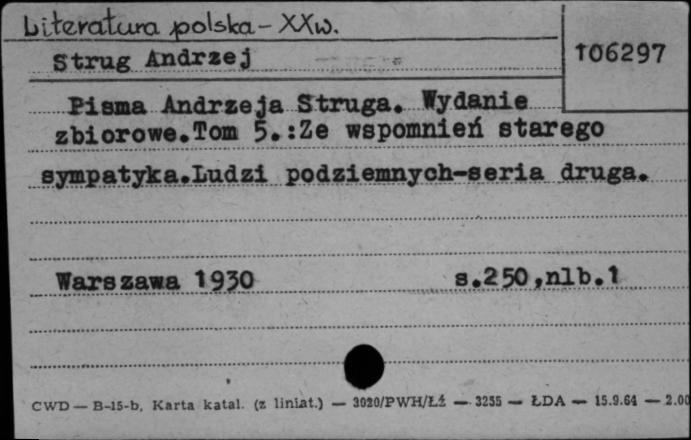 Literatura polska - XXw.
Strug Andrzej
106297
Pisma Andrzeja Struga. Wydanie
zbiorowe.Tom 5.:Ze wspomnień starego
sympatyka.Ludzi podziemnych-seria druga.
Warszawa 1930 s.250,nlb.1
CWD — B-15-b, Karta katal. (z liniat.) — 3020/PWH/Łź — 3255 — ŁDA — 15.9.64 — 2.00